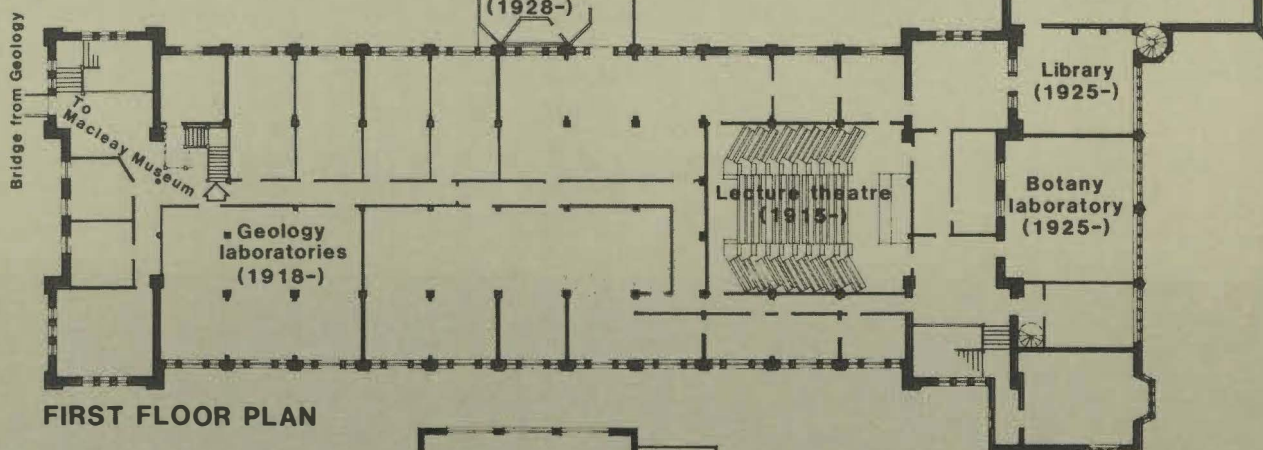 (1928-)
Bridge from Geology
To
Macleay Museum
Library
(1925-)
Lecture theatre
(1915-)
Botany
laboratory
(1925-)
Geology
laboratories
(1918-)
FIRST FLOOR PLAN